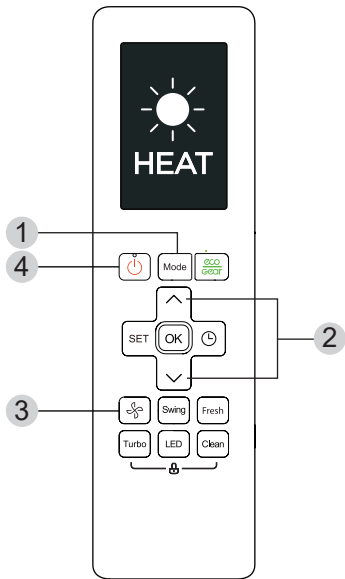 HEAT
1
4
Mode
eco
Gear
SET
OK
2
3
Swing
Fresh
Turbo
LED
Clean